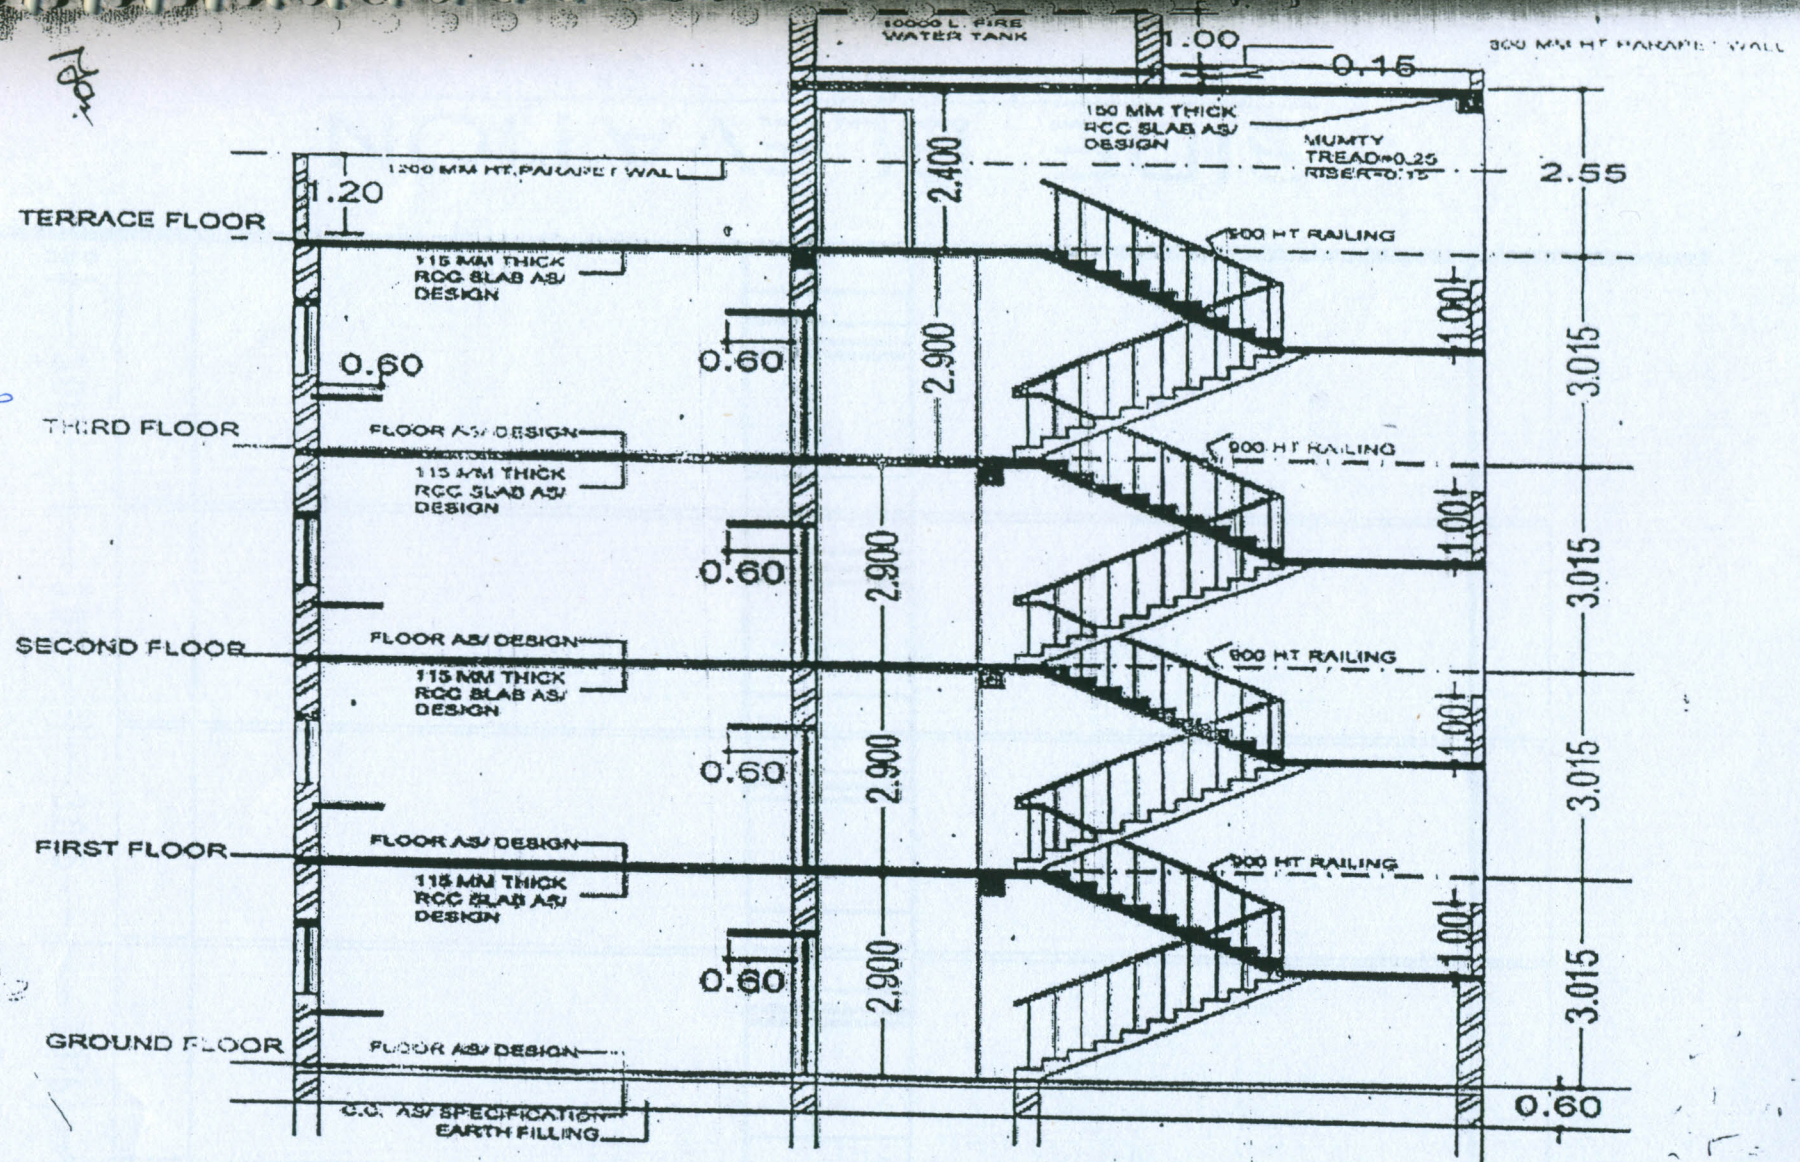 10000 L. FIRE
WATER TANK
1.00
0.15
300 MM HT PARAPET WALL
150 MM THICK
RCC SLAB AS/
DESIGN
MUMTY
TREAD=0.25
RISER=0.15
2.55
2.400
1200 MM HT. PARAPET WALL
1.20
TERRACE FLOOR
115 MM THICK
RCC SLAB AS/
DESIGN
900 HT RAILING
1.00
0.60
0.60
2.900
3.015
THIRD FLOOR
FLOOR AS/ DESIGN
115 MM THICK
RCC SLAB AS/
DESIGN
900 HT RAILING
1.00
0.60
2.900
3.015
SECOND FLOOR
FLOOR AS/ DESIGN
115 MM THICK
RCC SLAB AS/
DESIGN
900 HT RAILING
1.00
0.60
2.900
3.015
FIRST FLOOR
FLOOR AS/ DESIGN
115 MM THICK
RCC SLAB AS/
DESIGN
900 HT RAILING
1.00
0.60
2.900
3.015
GROUND FLOOR
FLOOR AS/ DESIGN
C.C. AS/ SPECIFICATION
EARTH FILLING
0.60